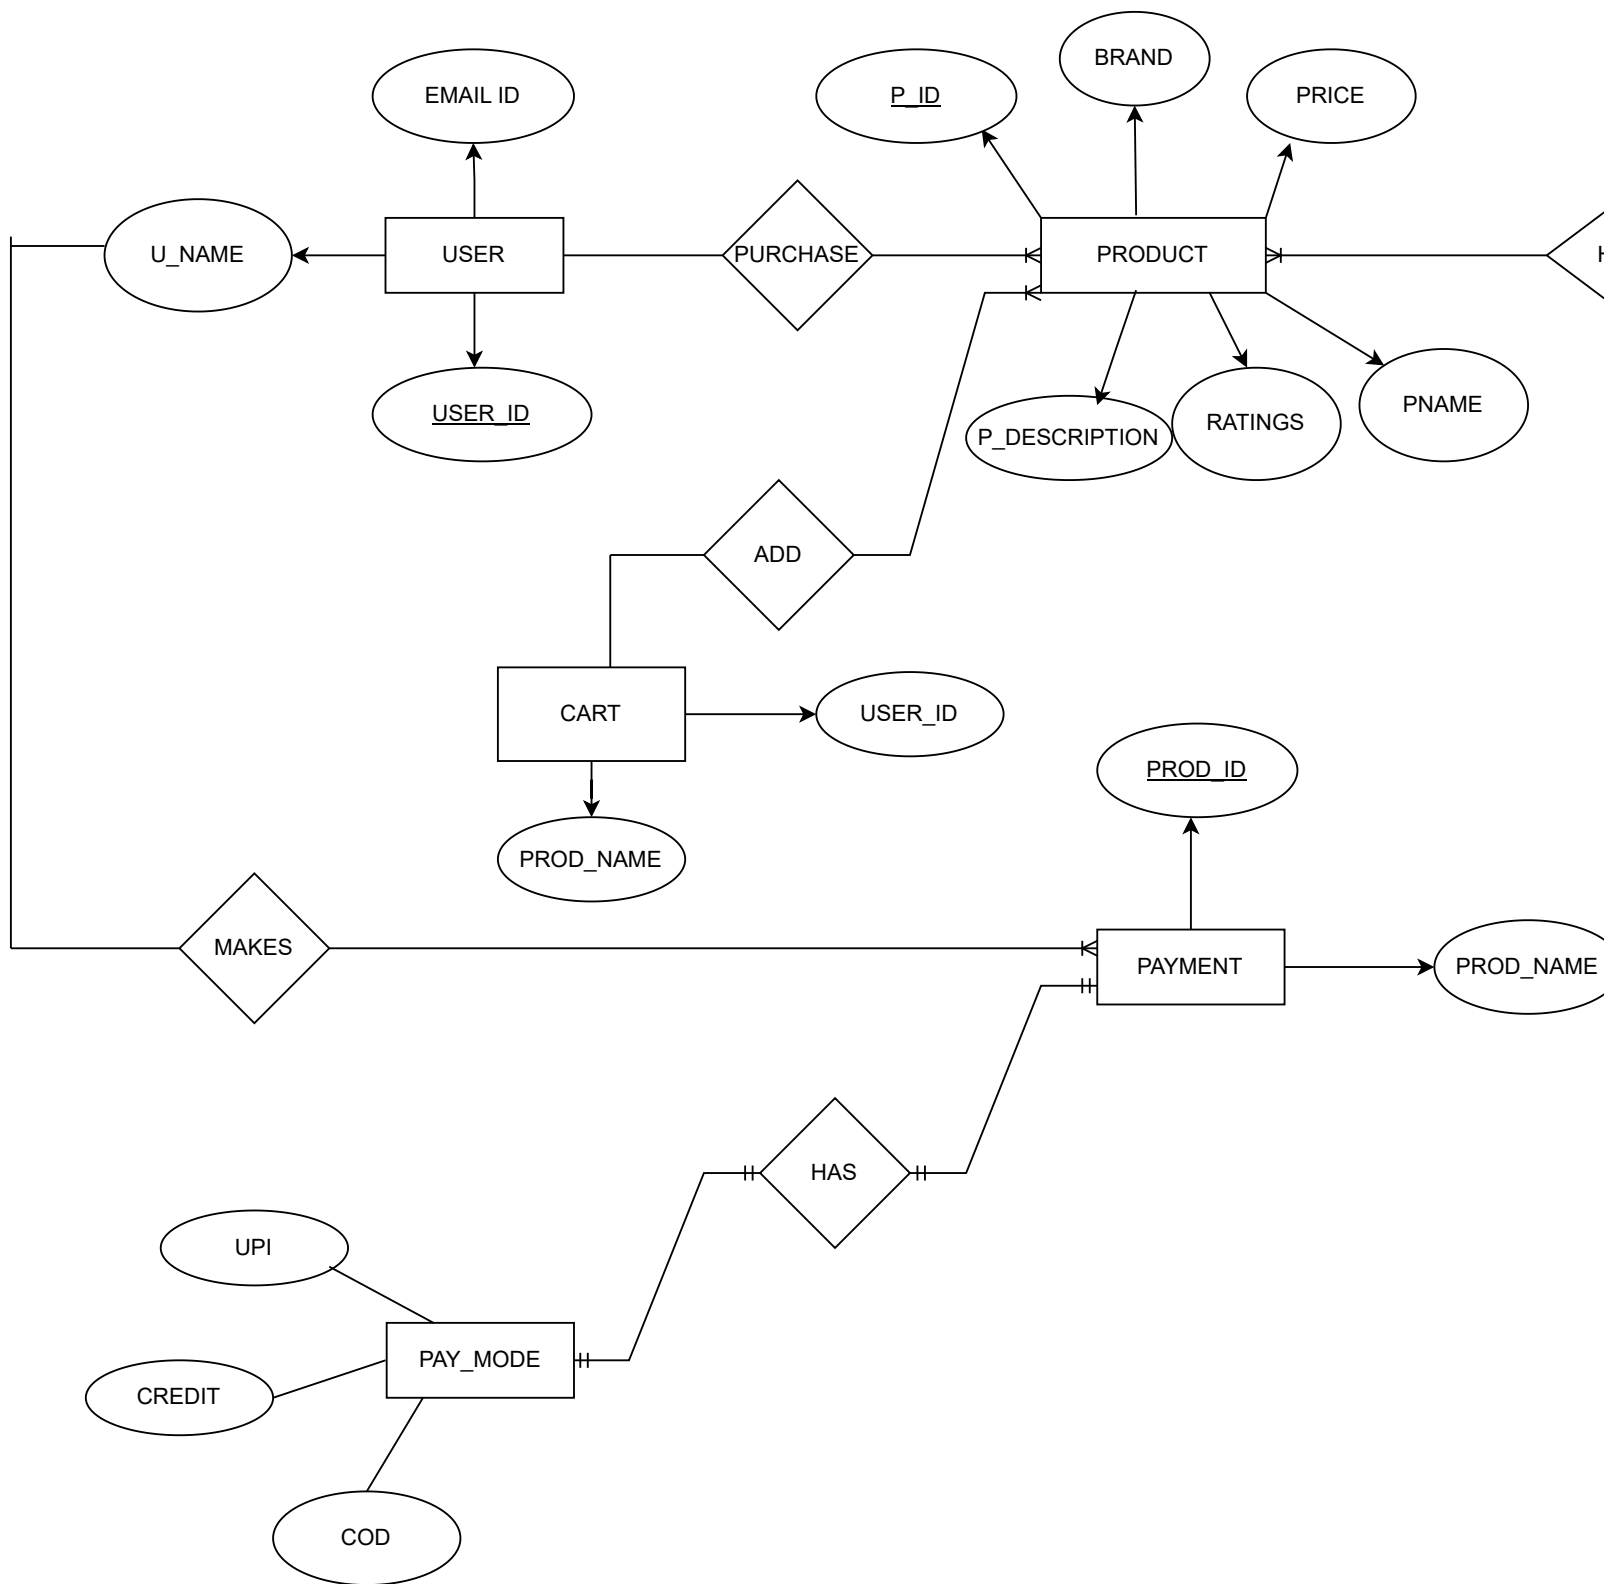 BRAND
EMAIL ID
P_ID
PRICE
U_NAME
USER
PURCHASE
PRODUCT
USER_ID
P_DESCRIPTION
RATINGS
PNAME
ADD
CART
USER_ID
PROD_ID
PROD_NAME
MAKES
PAYMENT
PROD_NAME
HAS
UPI
PAY_MODE
CREDIT
COD